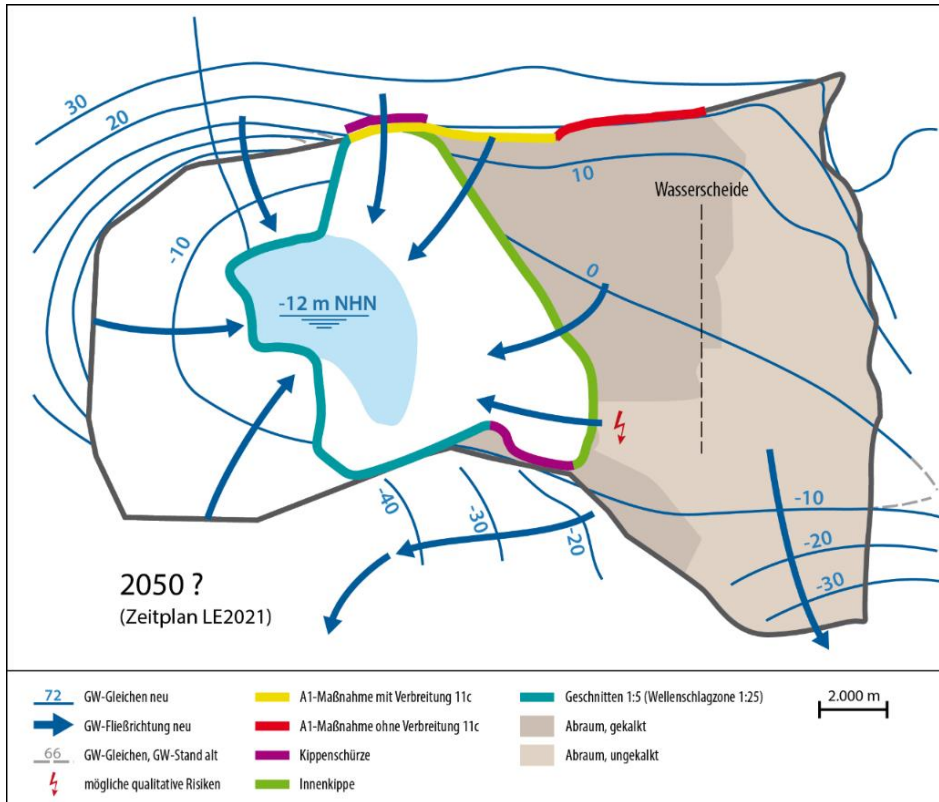 30
20
10
Wasserscheide
-10
0
-12 m NHN
-40
-30
-20
-10
-20
-30
2050 ?
(Zeitplan LE2021)
72 GW-Gleichen neu
GW-Fließrichtung neu
66 GW-Gleichen, GW-Stand alt
mögliche qualitative Risiken
A1-Maßnahme mit Verbreitung 11c
A1-Maßnahme ohne Verbreitung 11c
Kippenschürze
Innenkippe
Geschnitten 1:5 (Wellenschlagzone 1:25)
Abraum, gekalkt
Abraum, ungekalkt
2.000 m